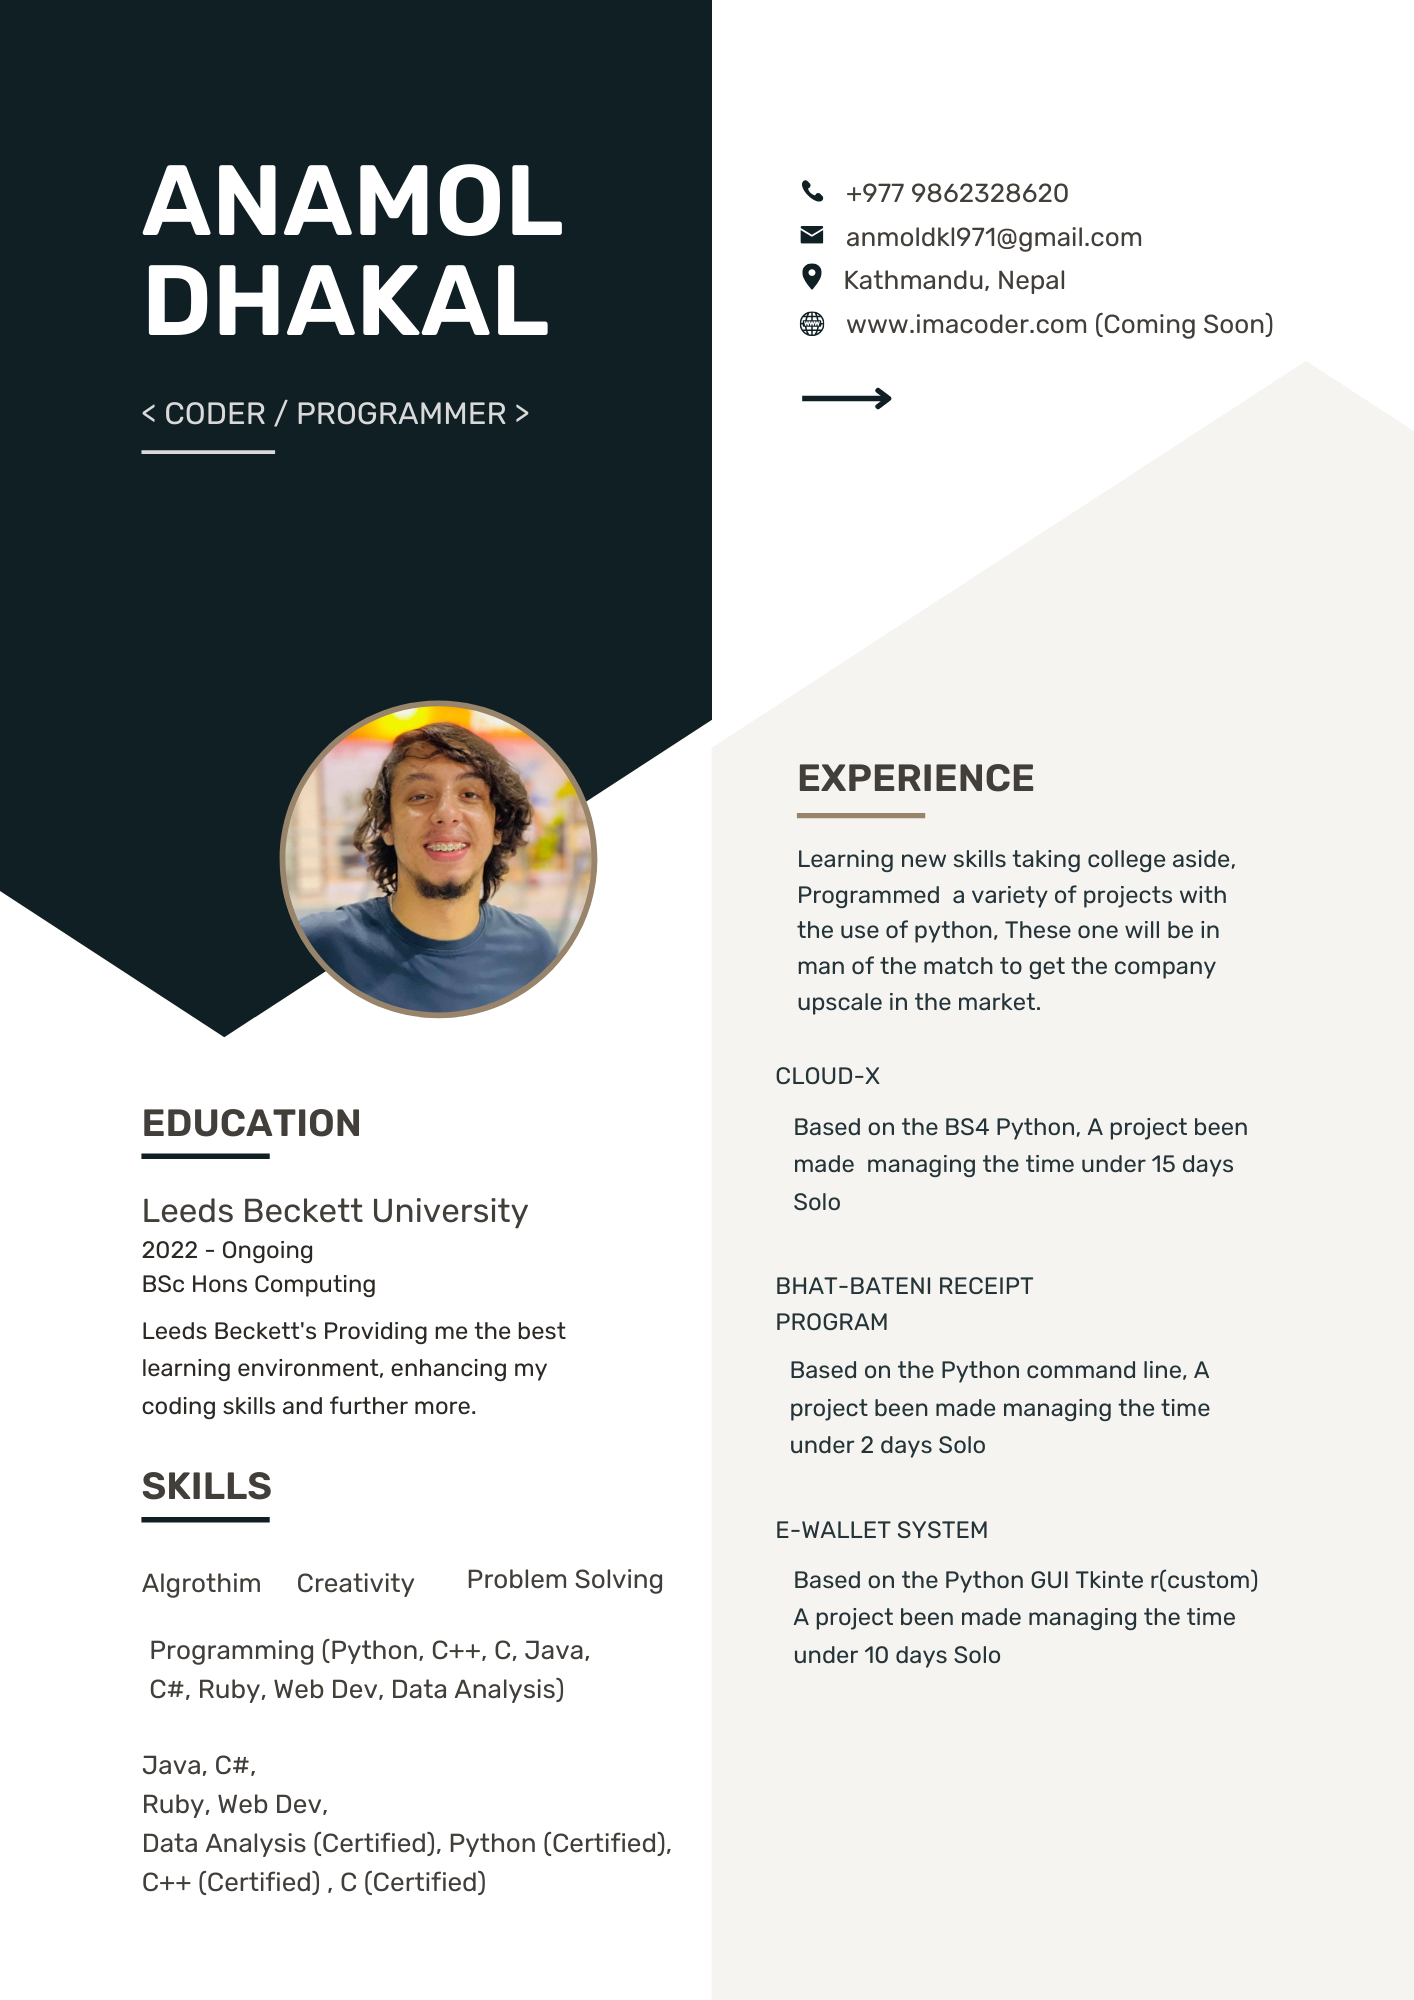 ANAMOL
DHAKAL
< CODER / PROGRAMMER >
+977 9862328620
anmoldkl971@gmail.com
Kathmandu, Nepal
www.imacoder.com (Coming Soon)
EDUCATION
Leeds Beckett University
2022 - Ongoing
BSc Hons Computing
Leeds Beckett's Providing me the best
learning environment, enhancing my
coding skills and further more.
SKILLS
Algrothim Creativity Problem Solving
Programming (Python, C++, C, Java,
C#, Ruby, Web Dev, Data Analysis)
Java, C#,
Ruby, Web Dev,
Data Analysis (Certified), Python (Certified),
C++ (Certified) , C (Certified)
EXPERIENCE
Learning new skills taking college aside,
Programmed  a variety of projects with
the use of python, These one will be in
man of the match to get the company
upscale in the market.
CLOUD-X
Based on the BS4 Python, A project been
made  managing the time under 15 days
Solo
BHAT-BATENI RECEIPT
PROGRAM
Based on the Python command line, A
project been made managing the time
under 2 days Solo
E-WALLET SYSTEM
Based on the Python GUI Tkinte r(custom)
A project been made managing the time
under 10 days Solo